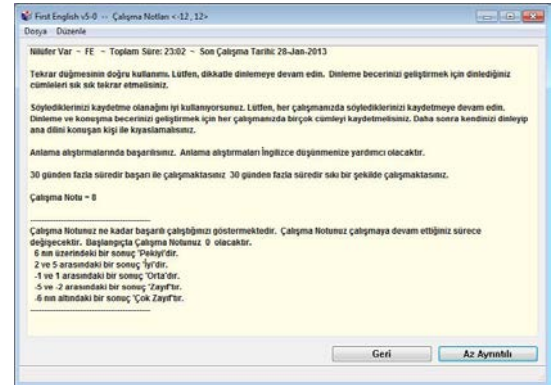 First English v5-0 -- Çalışma Notları <-12 , 12>
Dosya Düzenle
Nilüfer Var ~ FE ~ Toplam Süre: 23:02 ~ Son Çalışma Tarihi: 28-Jan-2013
Tekrar düğmesinin doğru kullanımı. Lütfen, dikkatle dinlemeye devam edin. Dinleme becerinizi geliştirmek için dinlediğiniz
cümleleri sık sık tekrar etmelisiniz.
Söylediklerinizi kaydetme olanağını iyi kullanıyorsunuz. Lütfen, her çalışmanızda söylediklerinizi kaydetmeye devam edin.
Dinleme ve konuşma becerinizi geliştirmek için her çalışmanızda birçok cümleyi kaydetmelisiniz. Daha sonra kendinizi dinleyip
ana dilini konuşan kişi ile kıyaslamalısınız.
Anlama alıştırmalarında başarılısınız. Anlama alıştırmaları İngilizce düşünmenize yardımcı olacaktır.
30 günden fazla süredir başarı ile çalışmaktasınız 30 günden fazla süredir sıkı bir şekilde çalışmaktasınız.
Çalışma Notu = 8
Çalışma Notunuz ne kadar başarılı çalıştığınızı göstermektedir. Çalışma Notunuz çalışmaya devam ettiğiniz sürece
değişecektir. Başlangıçta Çalışma Notunuz 0 olacaktır.
6 nın üzerindeki bir sonuç 'Pekiyi'dir.
2 ve 5 arasındaki bir sonuç 'İyi'dir.
-1 ve 1 arasındaki bir sonuç 'Orta'dır.
-5 ve -2 arasındaki bir sonuç 'Zayıf'tır.
-6 nın altındaki bir sonuç 'Çok Zayıf'tır.
Geri
Az Ayrıntılı